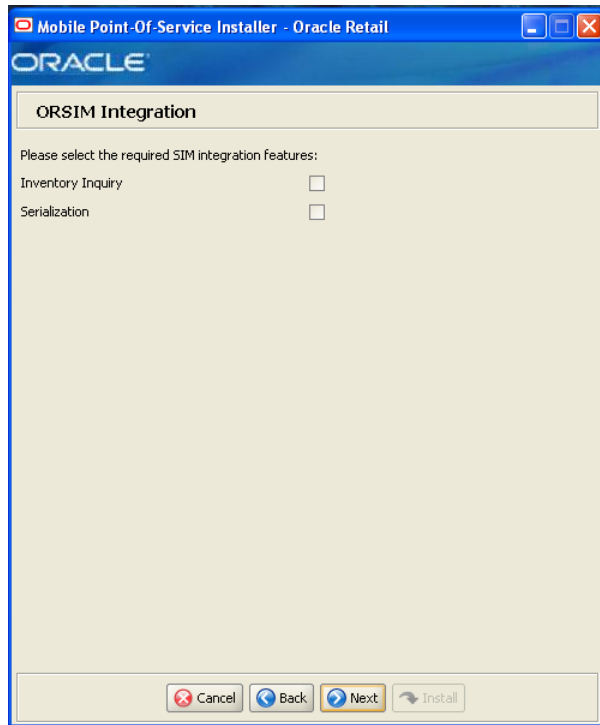 Mobile Point-Of-Service Installer - Oracle Retail
ORACLE
ORSIM Integration
Please select the required SIM integration features:
Inventory Inquiry
Serialization
Cancel Back Next Install